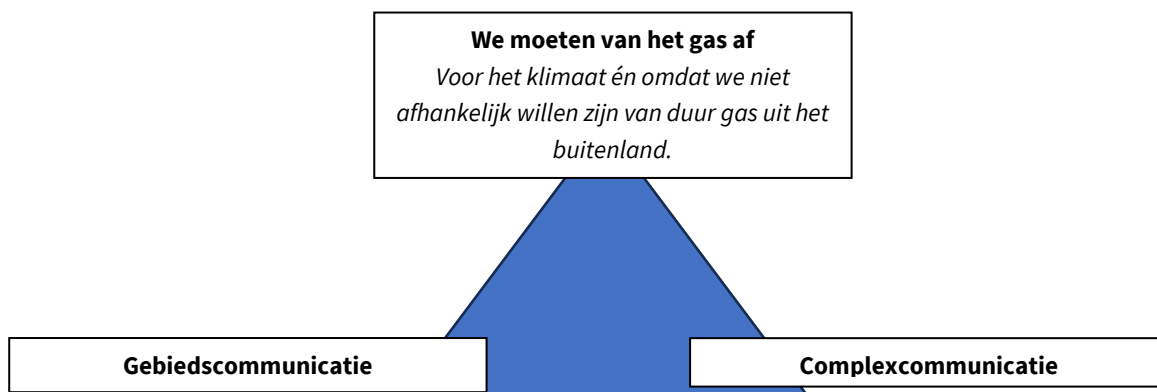 We moeten van het gas af
Voor het klimaat én omdat we niet
afhankelijk willen zijn van duur gas uit het
buitenland.
Gebiedscommunicatie
Complexcommunicatie